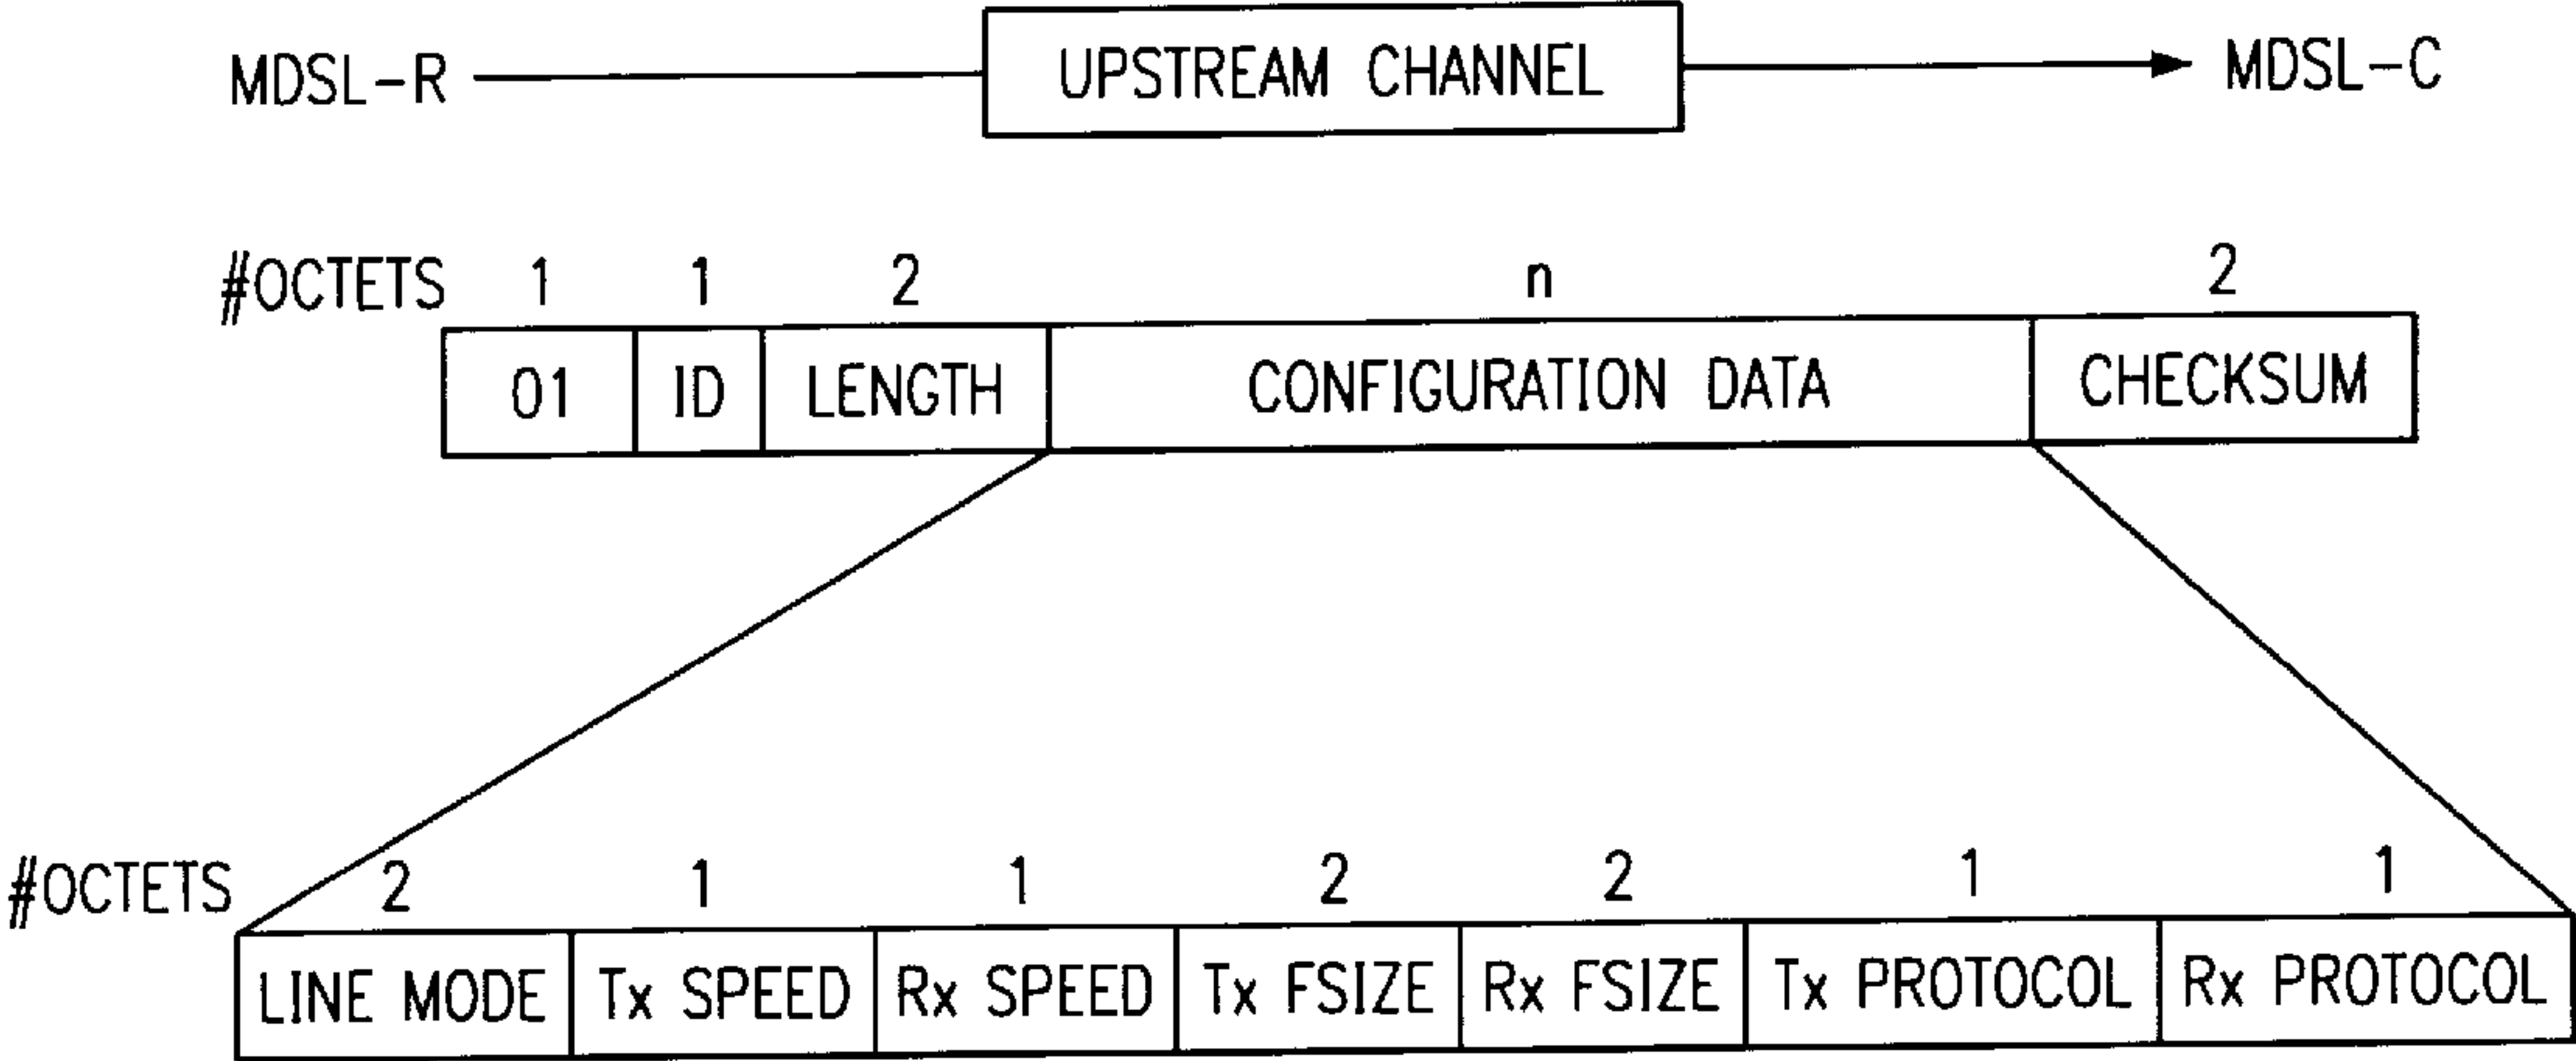 MDSL-R UPSTREAM CHANNEL MDSL-C
#OCTETS 1 1 2 n 2
01 ID LENGTH CONFIGURATION DATA CHECKSUM
#OCTETS 2 1 1 2 2 1 1
LINE MODE Tx SPEED Rx SPEED Tx FSIZE Rx FSIZE Tx PROTOCOL Rx PROTOCOL